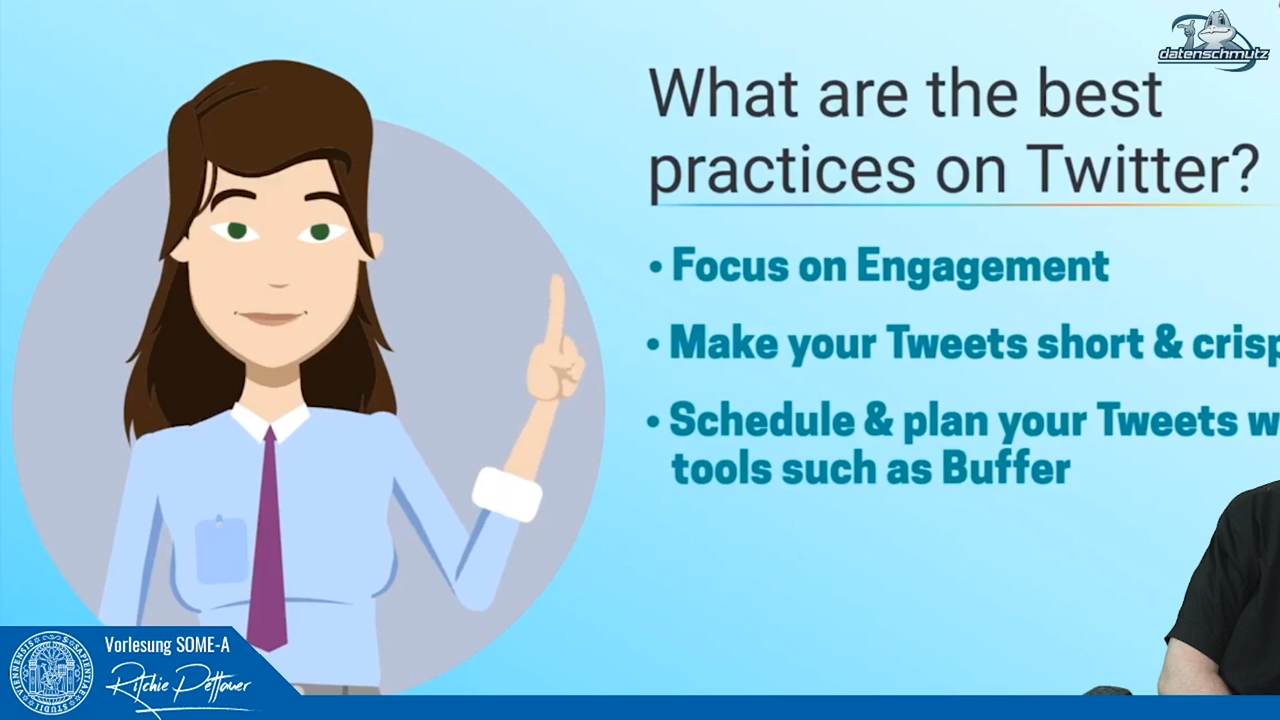 datenschmutz
What are the best
practices on Twitter?
• Focus on Engagement
• Make your Tweets short & crisp
• Schedule & plan your Tweets w
tools such as Buffer
Vorlesung SOME-A
Ritchie Pettauer